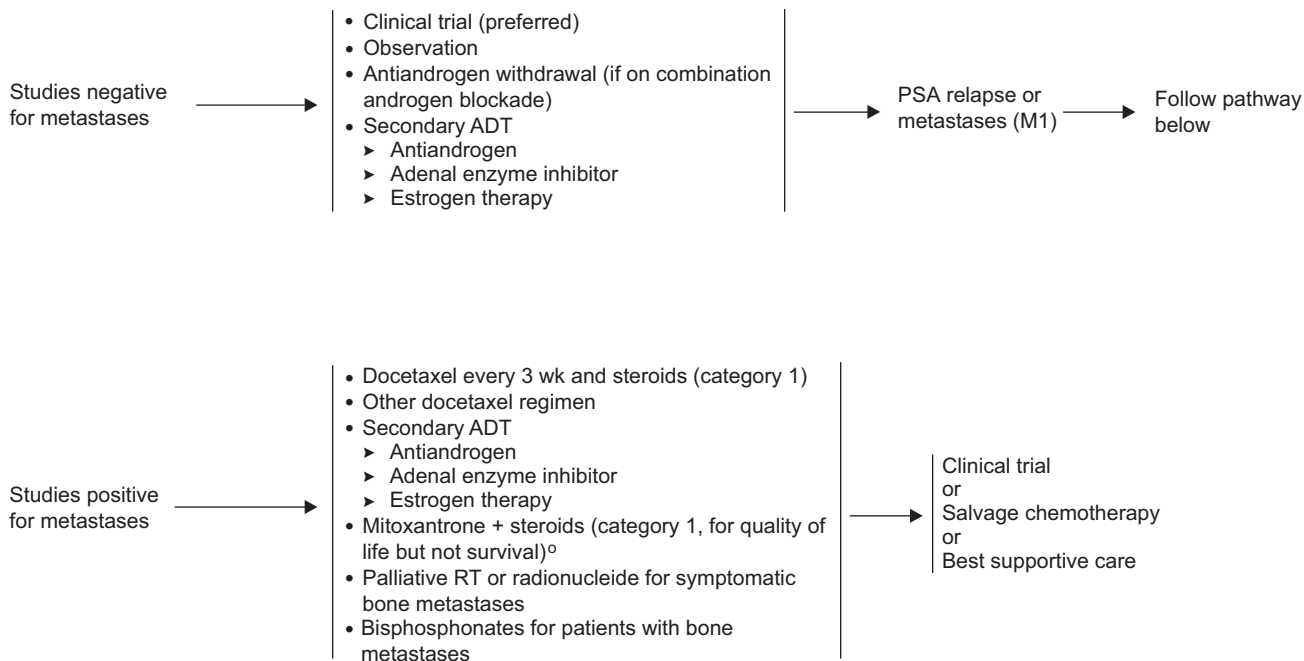 Studies negative
for metastases
• Clinical trial (preferred)
• Observation
• Antiandrogen withdrawal (if on combination
androgen blockade)
• Secondary ADT
➤ Antiandrogen
➤ Adenal enzyme inhibitor
➤ Estrogen therapy
PSA relapse or
metastases (M1)
Follow pathway
below
Studies positive
for metastases
• Docetaxel every 3 wk and steroids (category 1)
• Other docetaxel regimen
• Secondary ADT
➤ Antiandrogen
➤ Adenal enzyme inhibitor
➤ Estrogen therapy
• Mitoxantrone + steroids (category 1, for quality of
life but not survival)o
• Palliative RT or radionucleide for symptomatic
bone metastases
• Bisphosphonates for patients with bone
metastases
Clinical trial
or
Salvage chemotherapy
or
Best supportive care